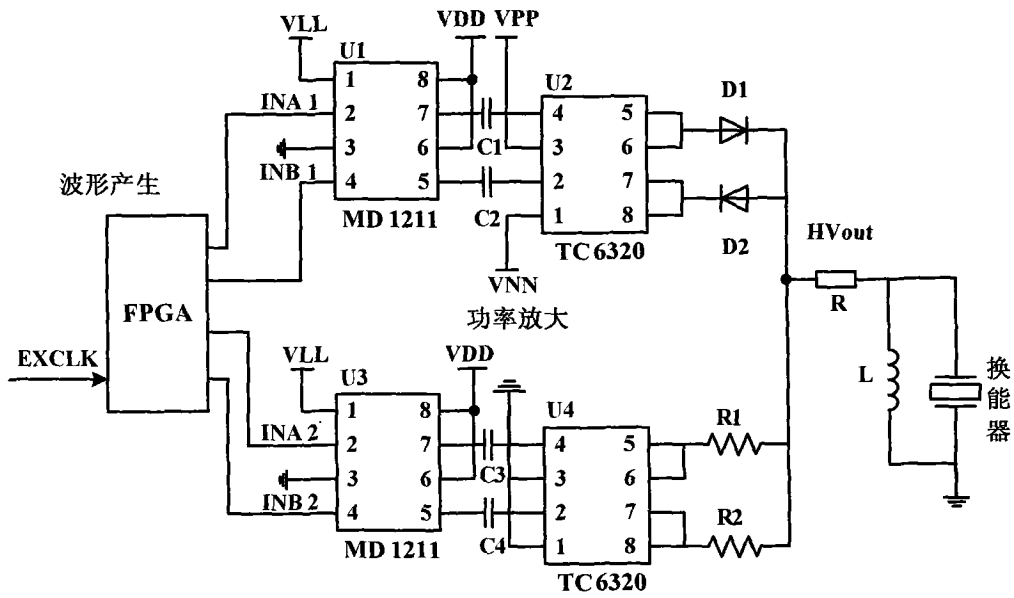 VLL
VDD
VPP
U1
1
8
INA 1
2
7
C1
3
6
INB 1
4
5
C2
MD 1211
U2
4
5
3
6
2
7
1
8
TC 6320
D1
D2
VNN
功率放大
HVout
R
L
换能器
波形产生
FPGA
EXCLK
VLL
VDD
U3
1
8
INA 2
2
7
C3
3
6
INB 2
4
5
C4
MD 1211
U4
4
5
3
6
2
7
1
8
TC 6320
R1
R2